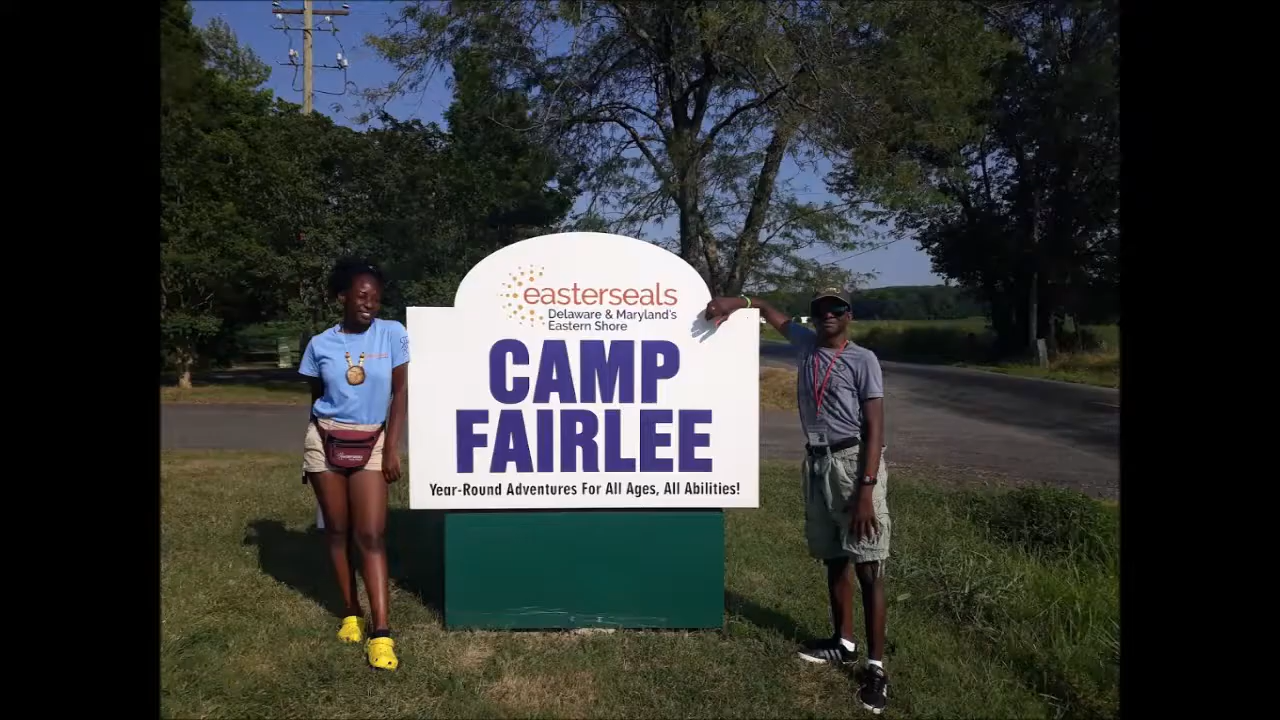 easterseals
Delaware & Maryland's
Eastern Shore
CAMP
FAIRLEE
Year-Round Adventures For All Ages, All Abilities!